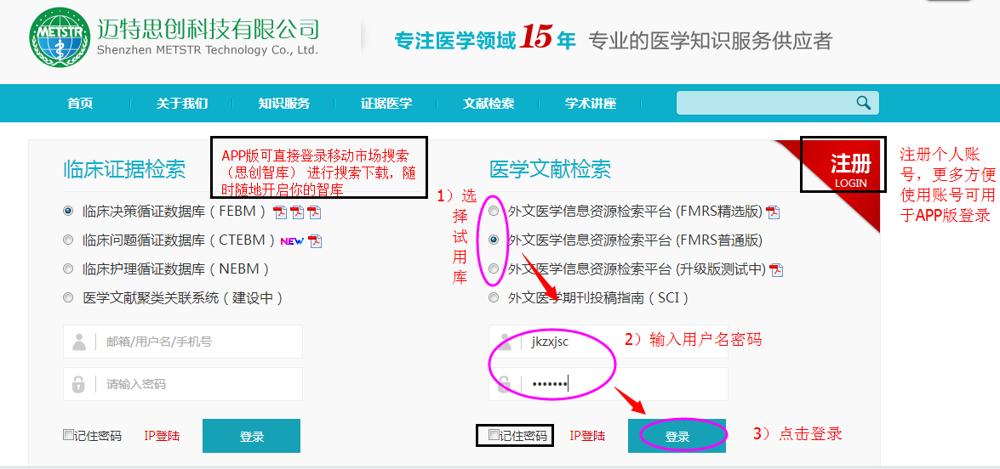 METSTR
迈特思创科技有限公司
Shenzhen METSTR Technology Co., Ltd.
专注医学领域15年 专业的医学知识服务供应者
首页 关于我们 知识服务 证据医学 文献检索 学术讲座
临床证据检索
APP版可直接登录移动市场搜索
（思创智库） 进行搜索下载，随
时随地开启你的智库
临床决策循证数据库（FEBM）
临床问题循证数据库（CTEBM）NEW
临床护理循证数据库（NEBM）
医学文献聚类关联系统（建设中）
邮箱/用户名/手机号
请输入密码
记住密码 IP登陆 登录
医学文献检索
注册
LOGIN
注册个人账
号，更多方便
使用账号可用
于APP版登录
1）选
择
试
用
库
外文医学信息资源检索平台 (FMRS精选版)
外文医学信息资源检索平台 (FMRS普通版)
外文医学信息资源检索平台 (升级版测试中)
外文医学期刊投稿指南（SCI）
jkzxjsc
2）输入用户名密码
•••••••
记住密码 IP登陆 登录
3）点击登录